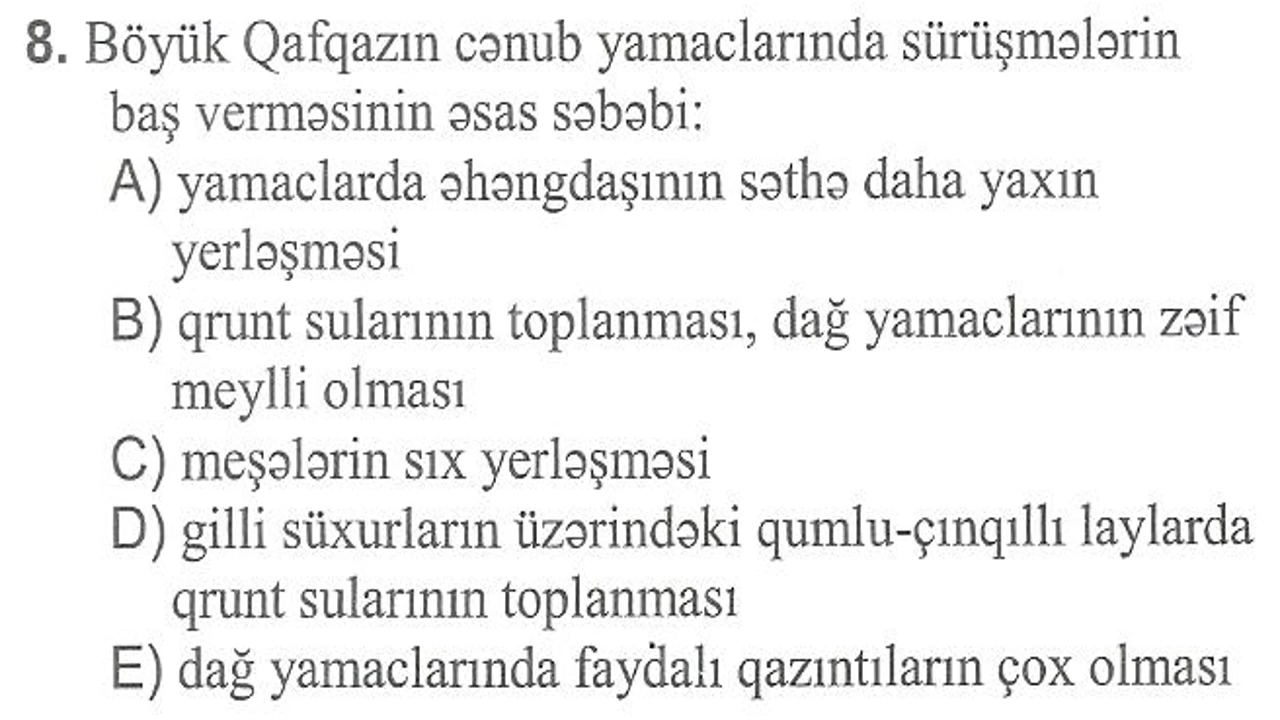 8. Böyük Qafqazın cənub yamaclarında sürüşmələrin
baş verməsinin əsas səbəbi:
A) yamaclarda əhəngdaşının səthə daha yaxın
yerləşməsi
B) qrunt sularının toplanması, dağ yamaclarının zəif
meylli olması
C) meşələrin sıx yerləşməsi
D) gilli süxurların üzərindəki qumlu-çınqıllı laylarda
qrunt sularının toplanması
E) dağ yamaclarında faydalı qazıntıların çox olması